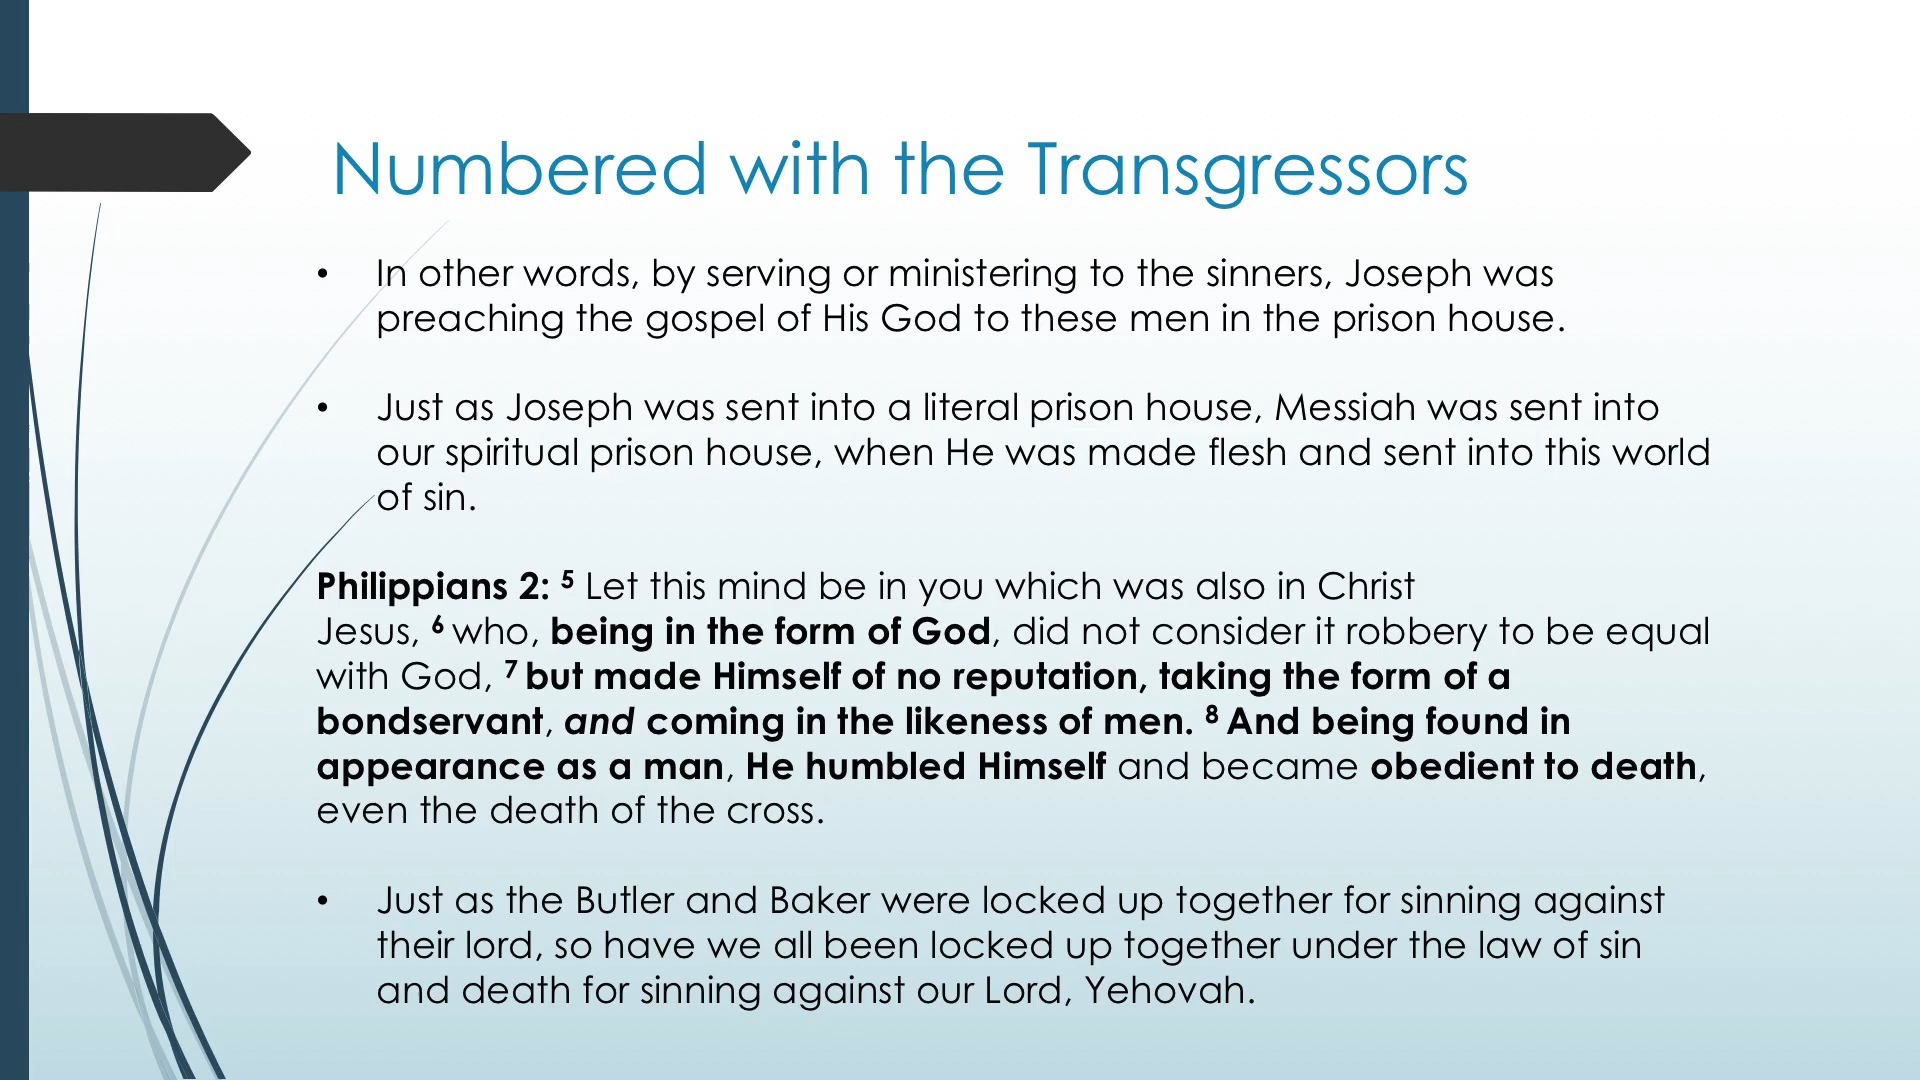 Numbered with the Transgressors
• In other words, by serving or ministering to the sinners, Joseph was
preaching the gospel of His God to these men in the prison house.
• Just as Joseph was sent into a literal prison house, Messiah was sent into
our spiritual prison house, when He was made flesh and sent into this world
of sin.
Philippians 2: 5 Let this mind be in you which was also in Christ
Jesus, 6 who, being in the form of God, did not consider it robbery to be equal
with God, 7 but made Himself of no reputation, taking the form of a
bondservant, and coming in the likeness of men. 8 And being found in
appearance as a man, He humbled Himself and became obedient to death,
even the death of the cross.
• Just as the Butler and Baker were locked up together for sinning against
their lord, so have we all been locked up together under the law of sin
and death for sinning against our Lord, Yehovah.